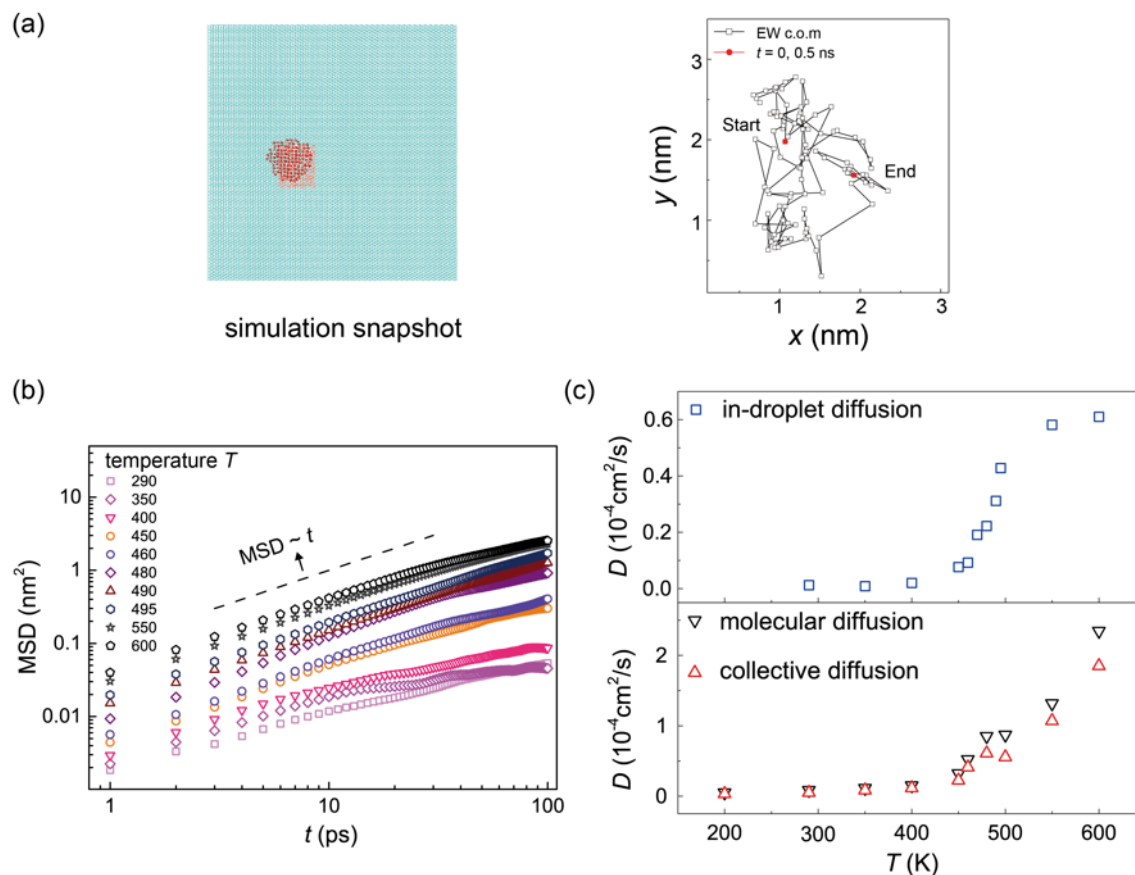 (a)
simulation snapshot
EW c.o.m
t = 0, 0.5 ns
Start
End
3
2
1
y (nm)
1 2 3
x (nm)
(b)
temperature T
290
350
400
450
460
480
490
495
550
600
MSD ~ t
10
1
0.1
0.01
MSD (nm²)
1 10 100
t (ps)
(c)
in-droplet diffusion
0.6
0.4
0.2
0.0
D (10⁻⁴cm²/s)
molecular diffusion
collective diffusion
2
1
0
D (10⁻⁴cm²/s)
200 300 400 500 600
T (K)